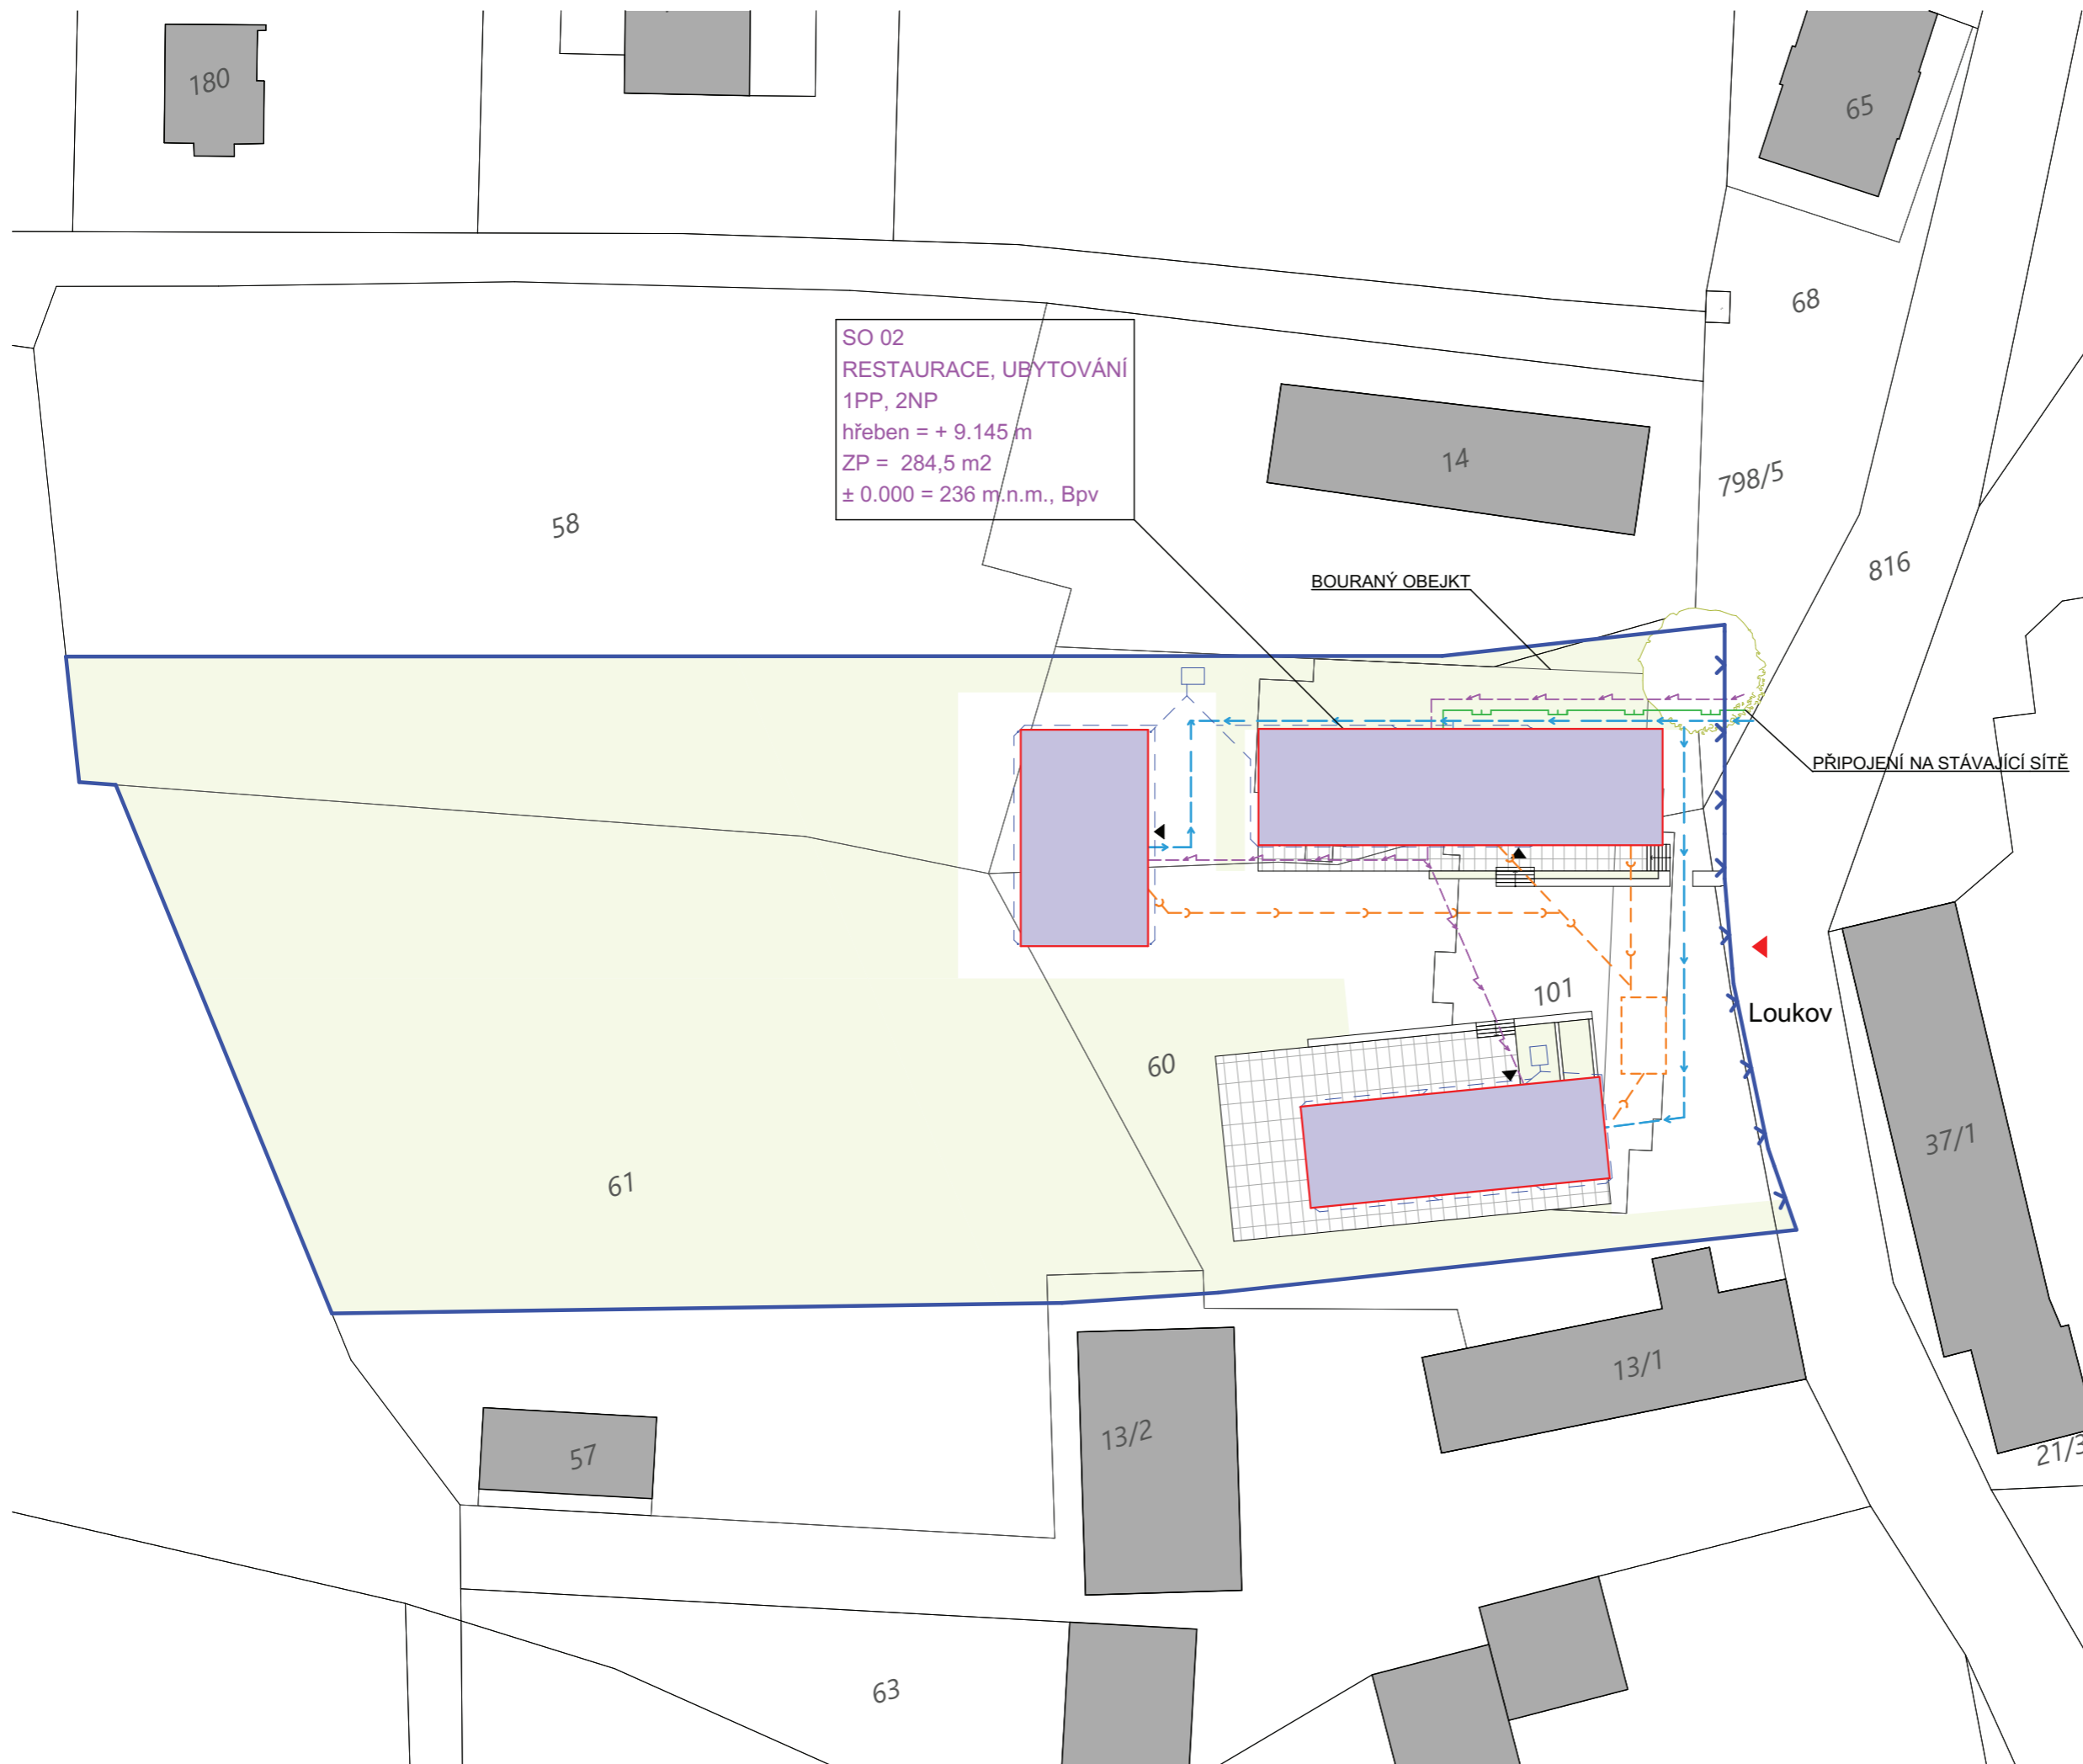 180
65
68
SO 02
RESTAURACE, UBYTOVÁNÍ
1PP, 2NP
hřeben = + 9.145 m
ZP = 284,5 m2
± 0.000 = 236 m.n.m., Bpv
14
798/5
58
816
BOURANÝ OBEJKT
PŘIPOJENÍ NA STÁVAJÍCÍ SÍTĚ
101
Loukov
60
37/1
61
13/1
13/2
57
21/3
63